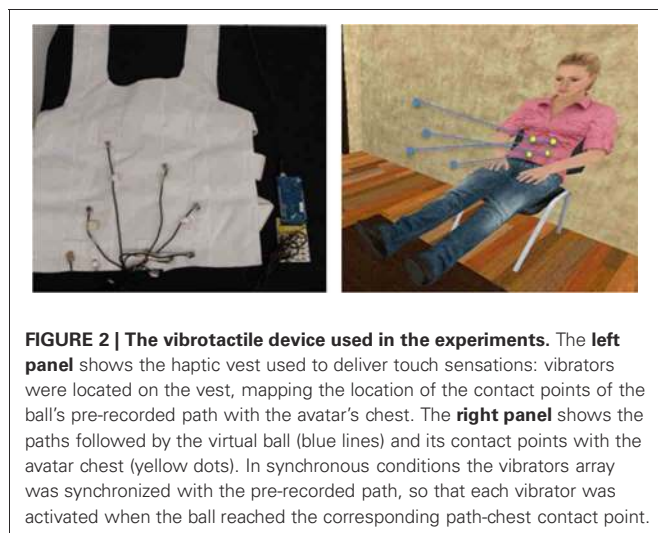 FIGURE 2 | The vibrotactile device used in the experiments. The left
panel shows the haptic vest used to deliver touch sensations: vibrators
were located on the vest, mapping the location of the contact points of the
ball's pre-recorded path with the avatar's chest. The right panel shows the
paths followed by the virtual ball (blue lines) and its contact points with the
avatar chest (yellow dots). In synchronous conditions the vibrators array
was synchronized with the pre-recorded path, so that each vibrator was
activated when the ball reached the corresponding path-chest contact point.